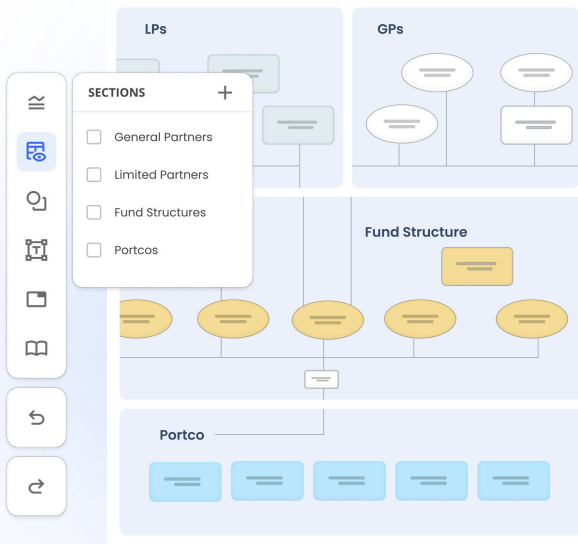 LPs
GPs
SECTIONS
General Partners
Limited Partners
Fund Structures
Portcos
Fund Structure
Portco